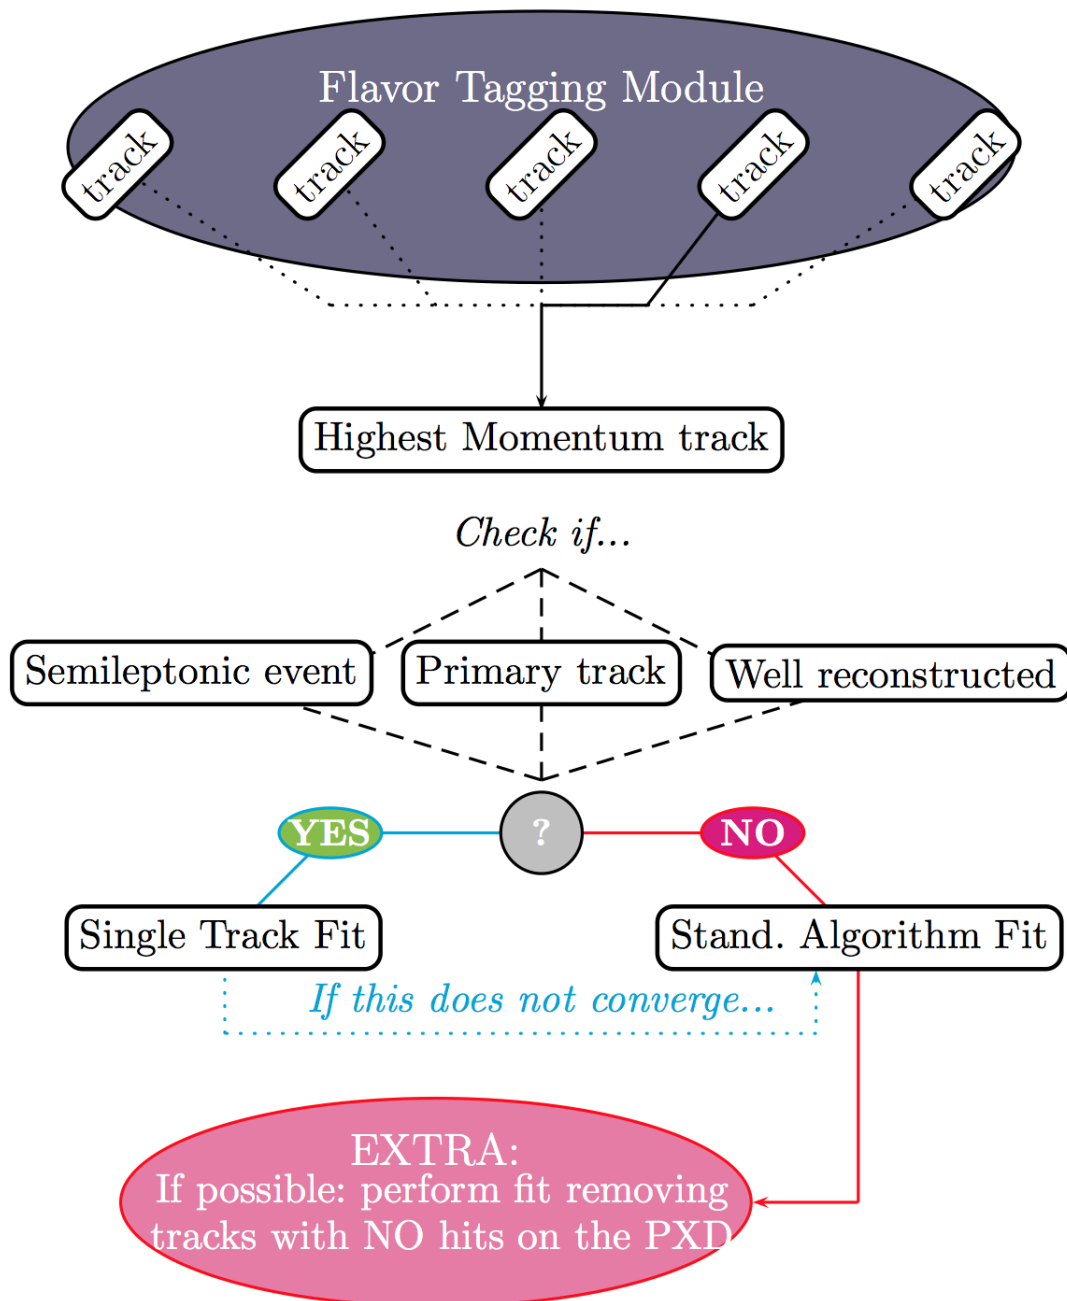 Flavor Tagging Module
track
track
track
track
track
Highest Momentum track
Check if...
Semileptonic event
Primary track
Well reconstructed
YES
?
NO
Single Track Fit
Stand. Algorithm Fit
If this does not converge...
EXTRA:
If possible: perform fit removing
tracks with NO hits on the PXD